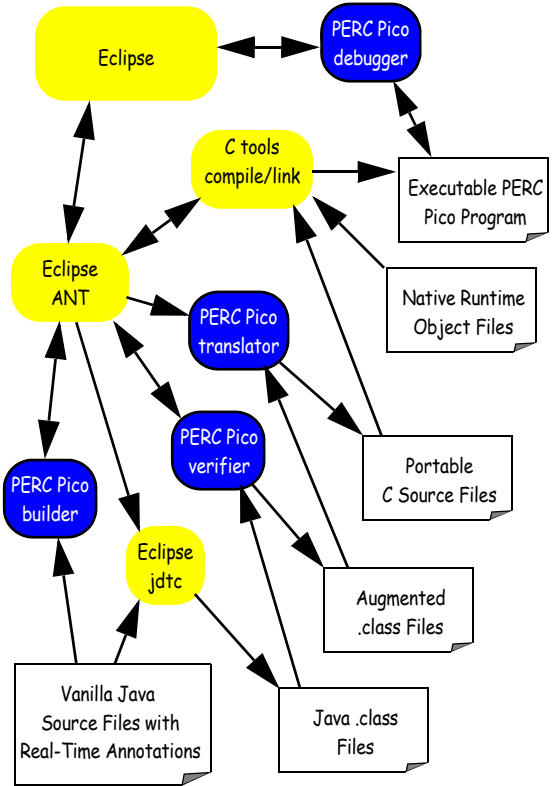 Eclipse
PERC Pico
debugger
C tools
compile/link
Executable PERC
Pico Program
Eclipse
ANT
Native Runtime
Object Files
PERC Pico
translator
PERC Pico
verifier
Portable
C Source Files
PERC Pico
builder
Eclipse
jdtc
Augmented
.class Files
Vanilla Java
Source Files with
Real-Time Annotations
Java .class
Files